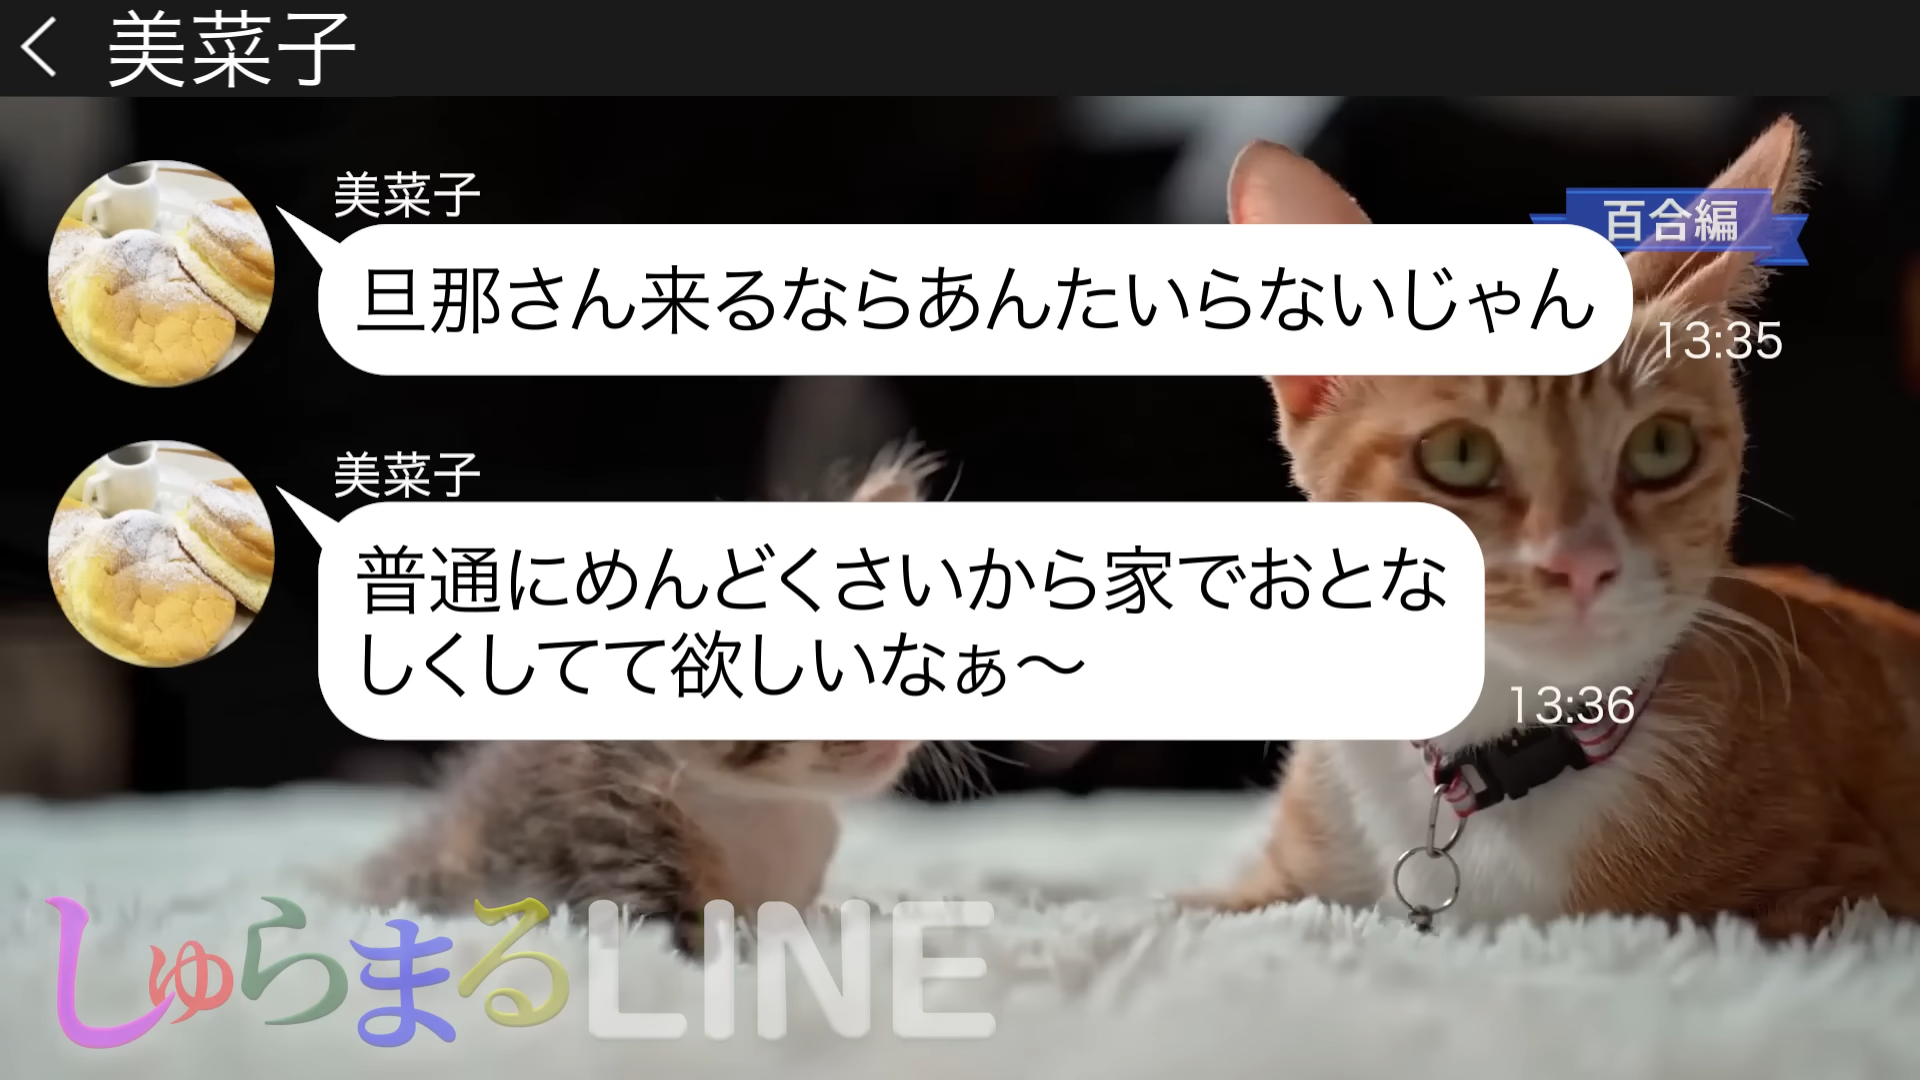 美菜子
美菜子
百合編
旦那さん来るならあんたいらないじゃん
13:35
美菜子
普通にめんどくさいから家でおとな
しくしてて欲しいなぁ〜
13:36
しゅらまるLINE